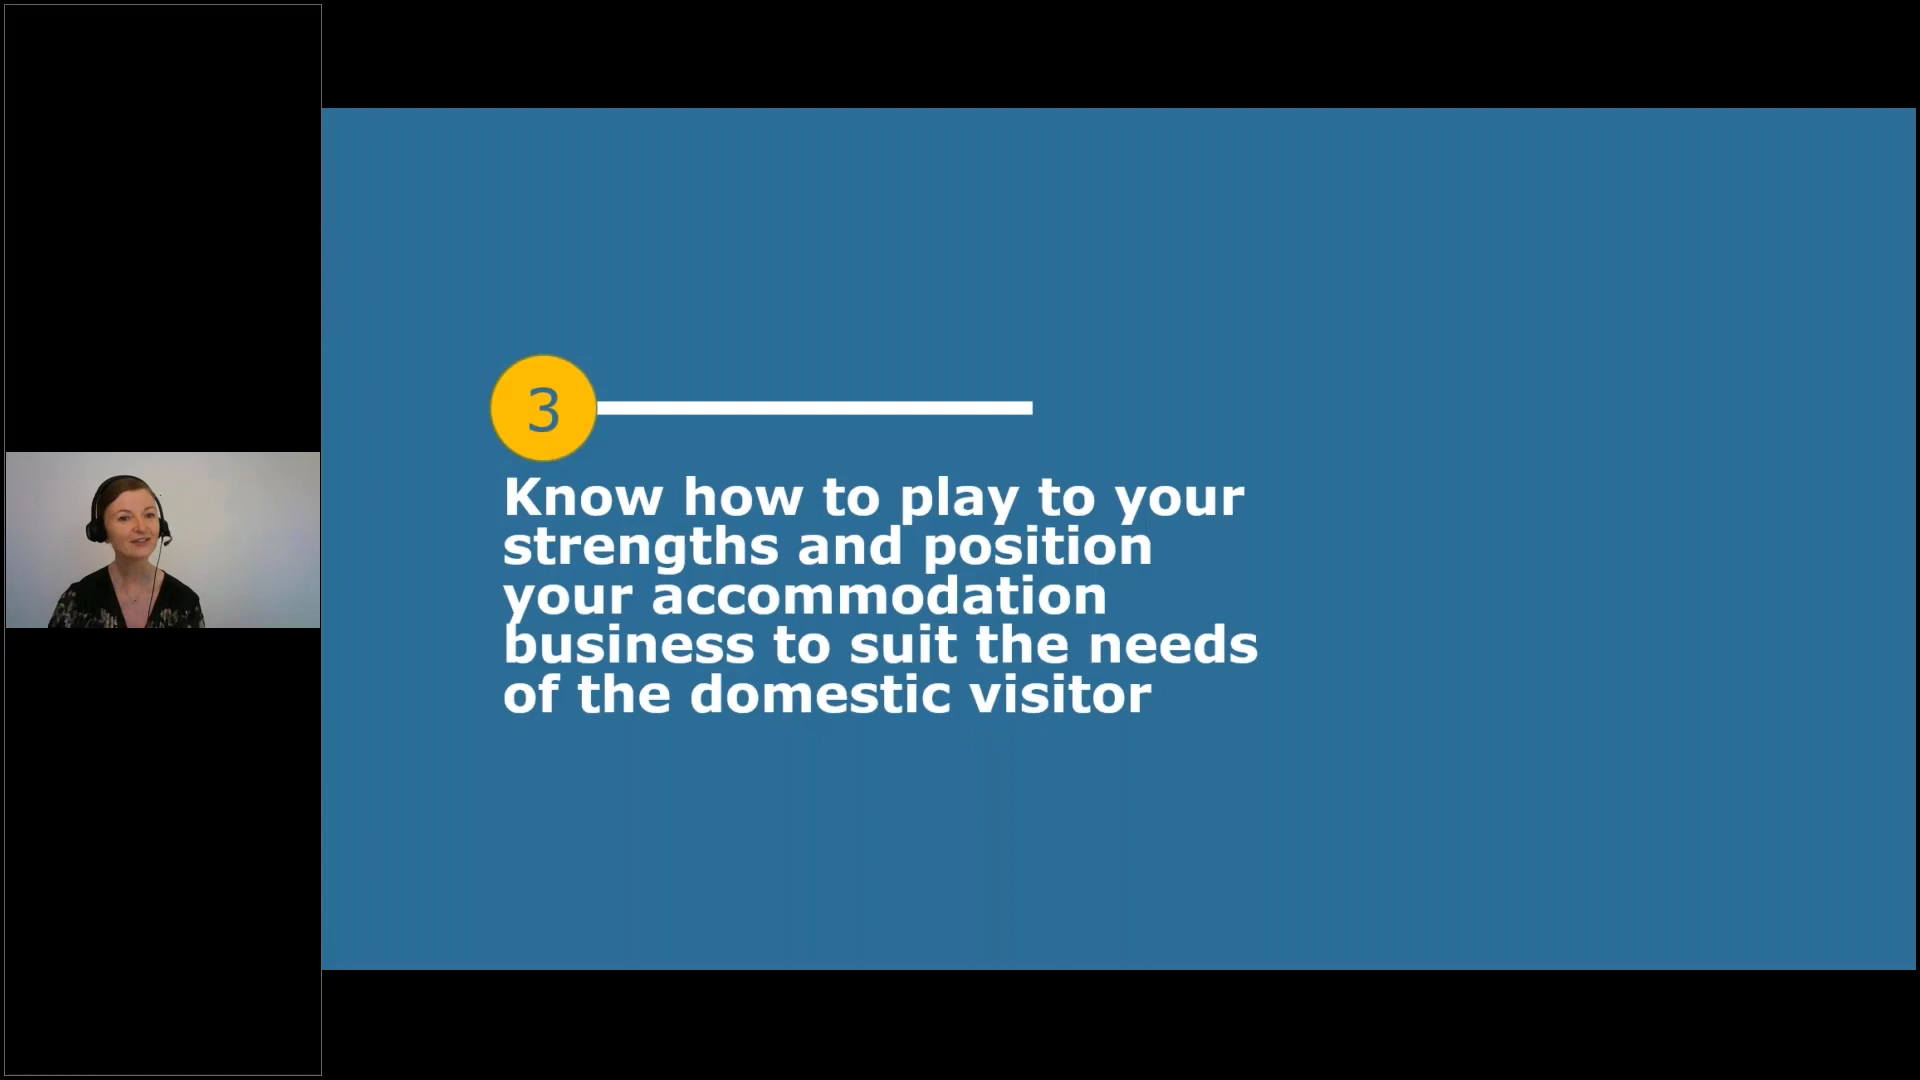 3
Know how to play to your
strengths and position
your accommodation
business to suit the needs
of the domestic visitor